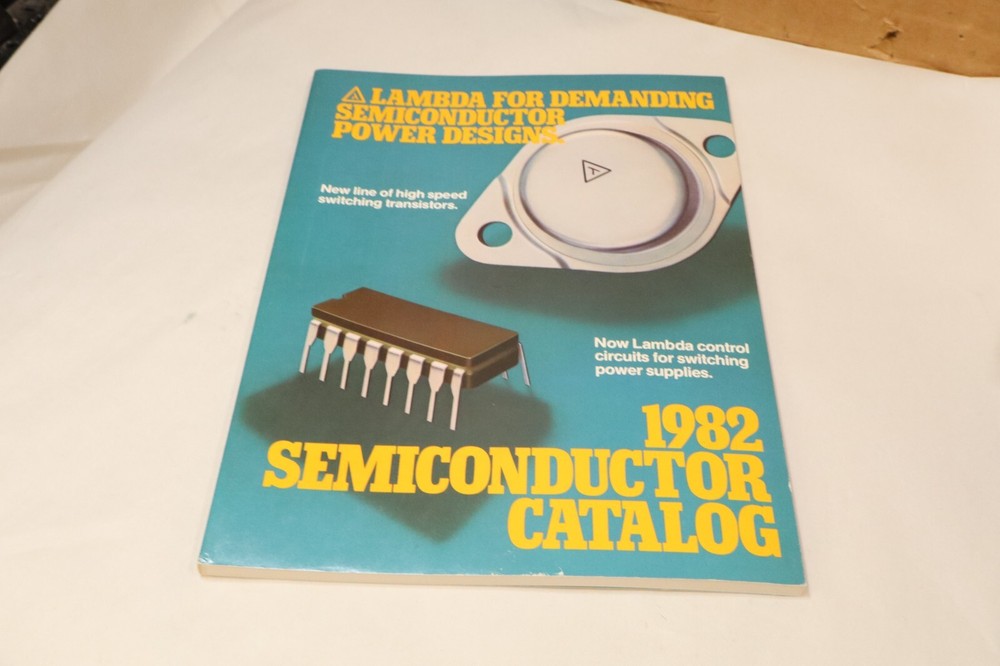 LAMBDA FOR DEMANDING
SEMICONDUCTOR
POWER DESIGNS.
New line of high speed
switching transistors.
Now Lambda control
circuits for switching
power supplies.
1982
SEMICONDUCTOR
CATALOG